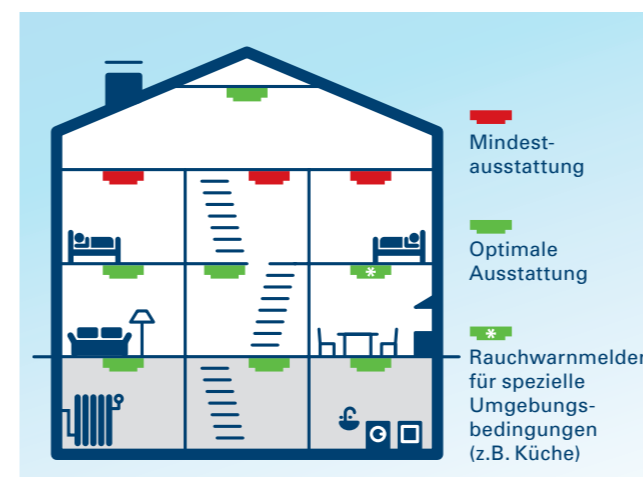 Mindest-
ausstattung
Optimale
Ausstattung
*
*
Rauchwarnmelder
für spezielle
Umgebungs-
bedingungen
(z.B. Küche)